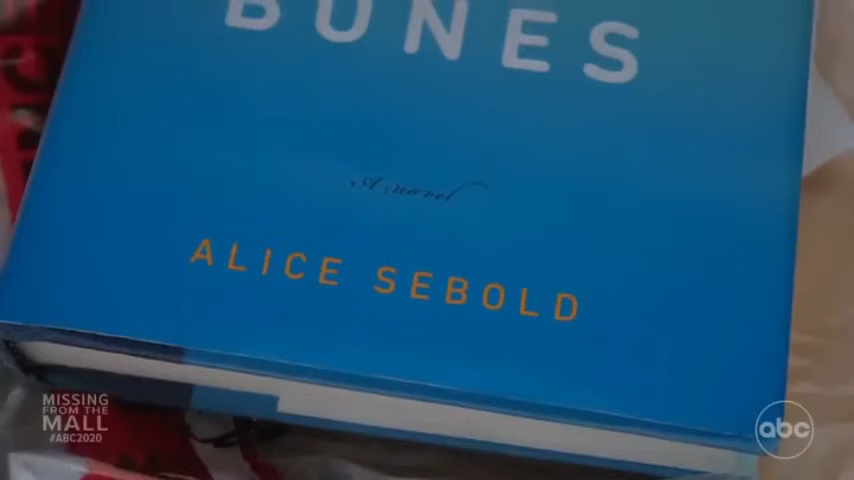 BONES
A novel
ALICE SEBOLD
MISSING
FROM THE
MALL
#ABC2020
abc